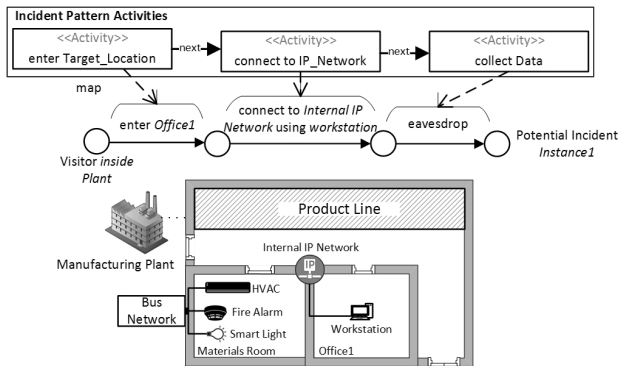 Incident Pattern Activities
<<Activity>>
enter Target_Location
next
<<Activity>>
connect to IP_Network
next
<<Activity>>
collect Data
map
enter Office1
connect to Internal IP
Network using workstation
eavesdrop
Visitor inside
Plant
Potential Incident
Instance1
Product Line
Manufacturing Plant
Internal IP Network
IP
Bus
Network
HVAC
Fire Alarm
Smart Light
Materials Room
Workstation
Office1